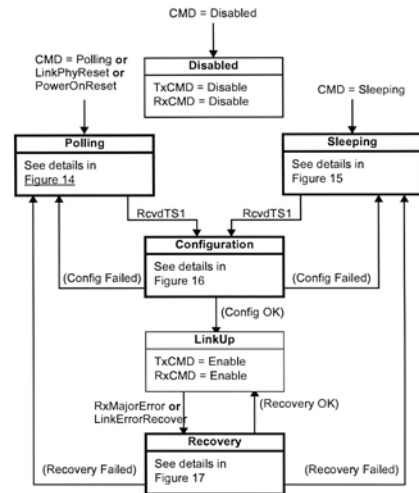 CMD = Disabled
Disabled
TxCMD = Disable
RxCMD = Disable
CMD = Polling or
LinkPhyReset or
PowerOnReset
CMD = Sleeping
Polling
See details in
Figure 14
Sleeping
See details in
Figure 15
RcvdTS1
RcvdTS1
Configuration
See details in
Figure 16
(Config Failed)
(Config Failed)
(Config OK)
LinkUp
TxCMD = Enable
RxCMD = Enable
RxMajorError or
LinkErrorRecover
(Recovery OK)
Recovery
See details in
Figure 17
(Recovery Failed)
(Recovery Failed)